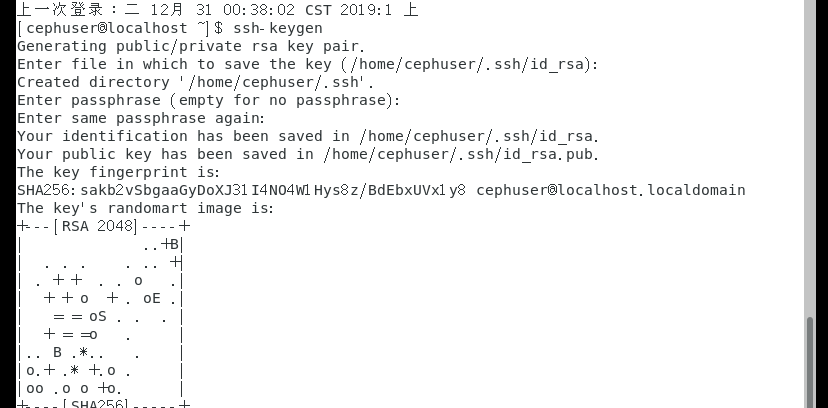 上一次登录：二 12月 31 00:38:02 CST 2019:1 上
[cephuser@localhost ~]$ ssh-keygen
Generating public/private rsa key pair.
Enter file in which to save the key (/home/cephuser/.ssh/id_rsa):
Created directory '/home/cephuser/.ssh'.
Enter passphrase (empty for no passphrase):
Enter same passphrase again:
Your identification has been saved in /home/cephuser/.ssh/id_rsa.
Your public key has been saved in /home/cephuser/.ssh/id_rsa.pub.
The key fingerprint is:
SHA256:sakb2vSbgaaGyDoXJ31I4NO4W1Hys8z/BdEbxUVx1y8 cephuser@localhost.localdomain
The key's randomart image is:
+---[RSA 2048]----+
|              ..+B|
|  . . .    . .. +|
| . ++ . . o   .|
|  ++o  +. oE .|
|   ==oS . .  . |
|  +==o   .     |
|.. B .*..   .    |
|o.+ .* +.o .     |
|oo .o o +o.      |
+----[SHA256]-----+